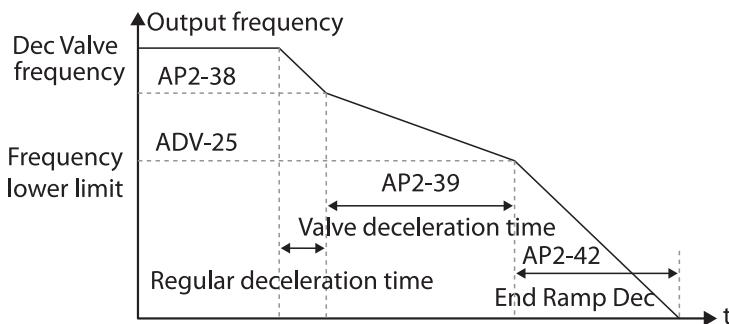 Output frequency
Dec Valve
frequency
AP2-38
ADV-25
Frequency
lower limit
AP2-39
Valve deceleration time
AP2-42
Regular deceleration time
End Ramp Dec
t